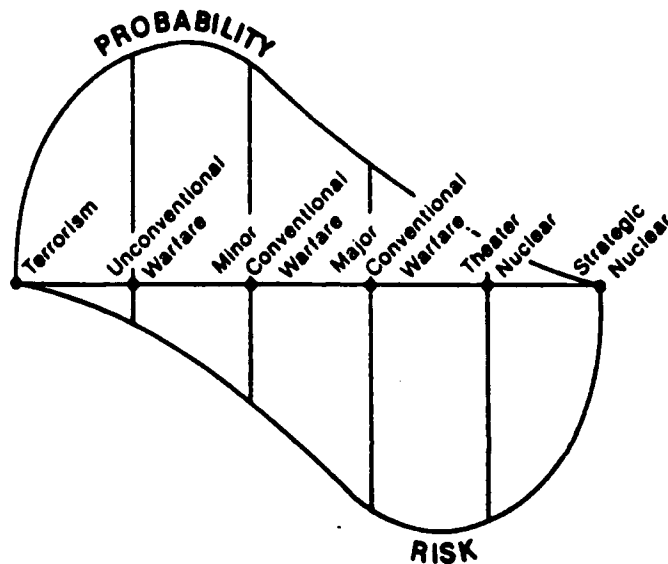 PROBABILITY
Terrorism
Unconventional
Warfare
Minor
Conventional
Warfare
Major
Conventional
Warfare
Theater
Nuclear
Strategic
Nuclear
RISK